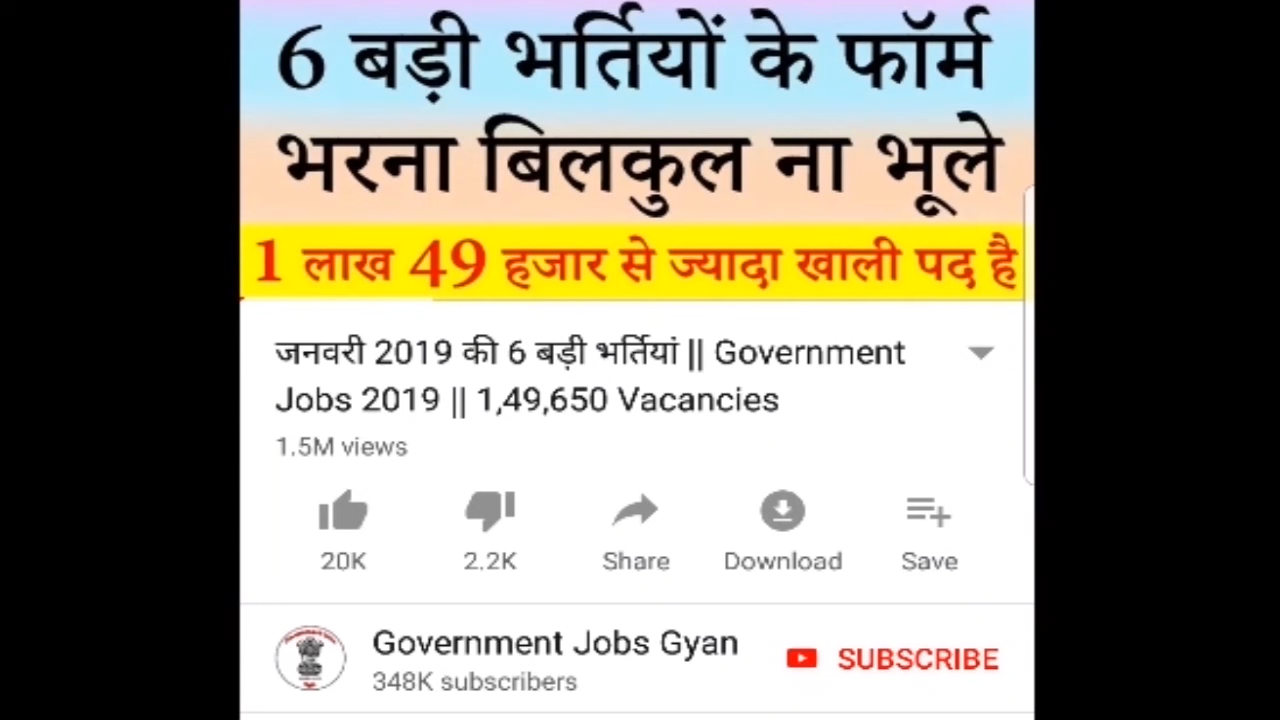 6 बड़ी भर्तियों के फॉर्म
भरना बिलकुल ना भूले
1 लाख 49 हजार से ज्यादा खाली पद है
जनवरी 2019 की 6 बड़ी भर्तियां || Government
Jobs 2019 || 1,49,650 Vacancies
1.5M views
20K 2.2K Share Download Save
Government Jobs Gyan
348K subscribers
SUBSCRIBE